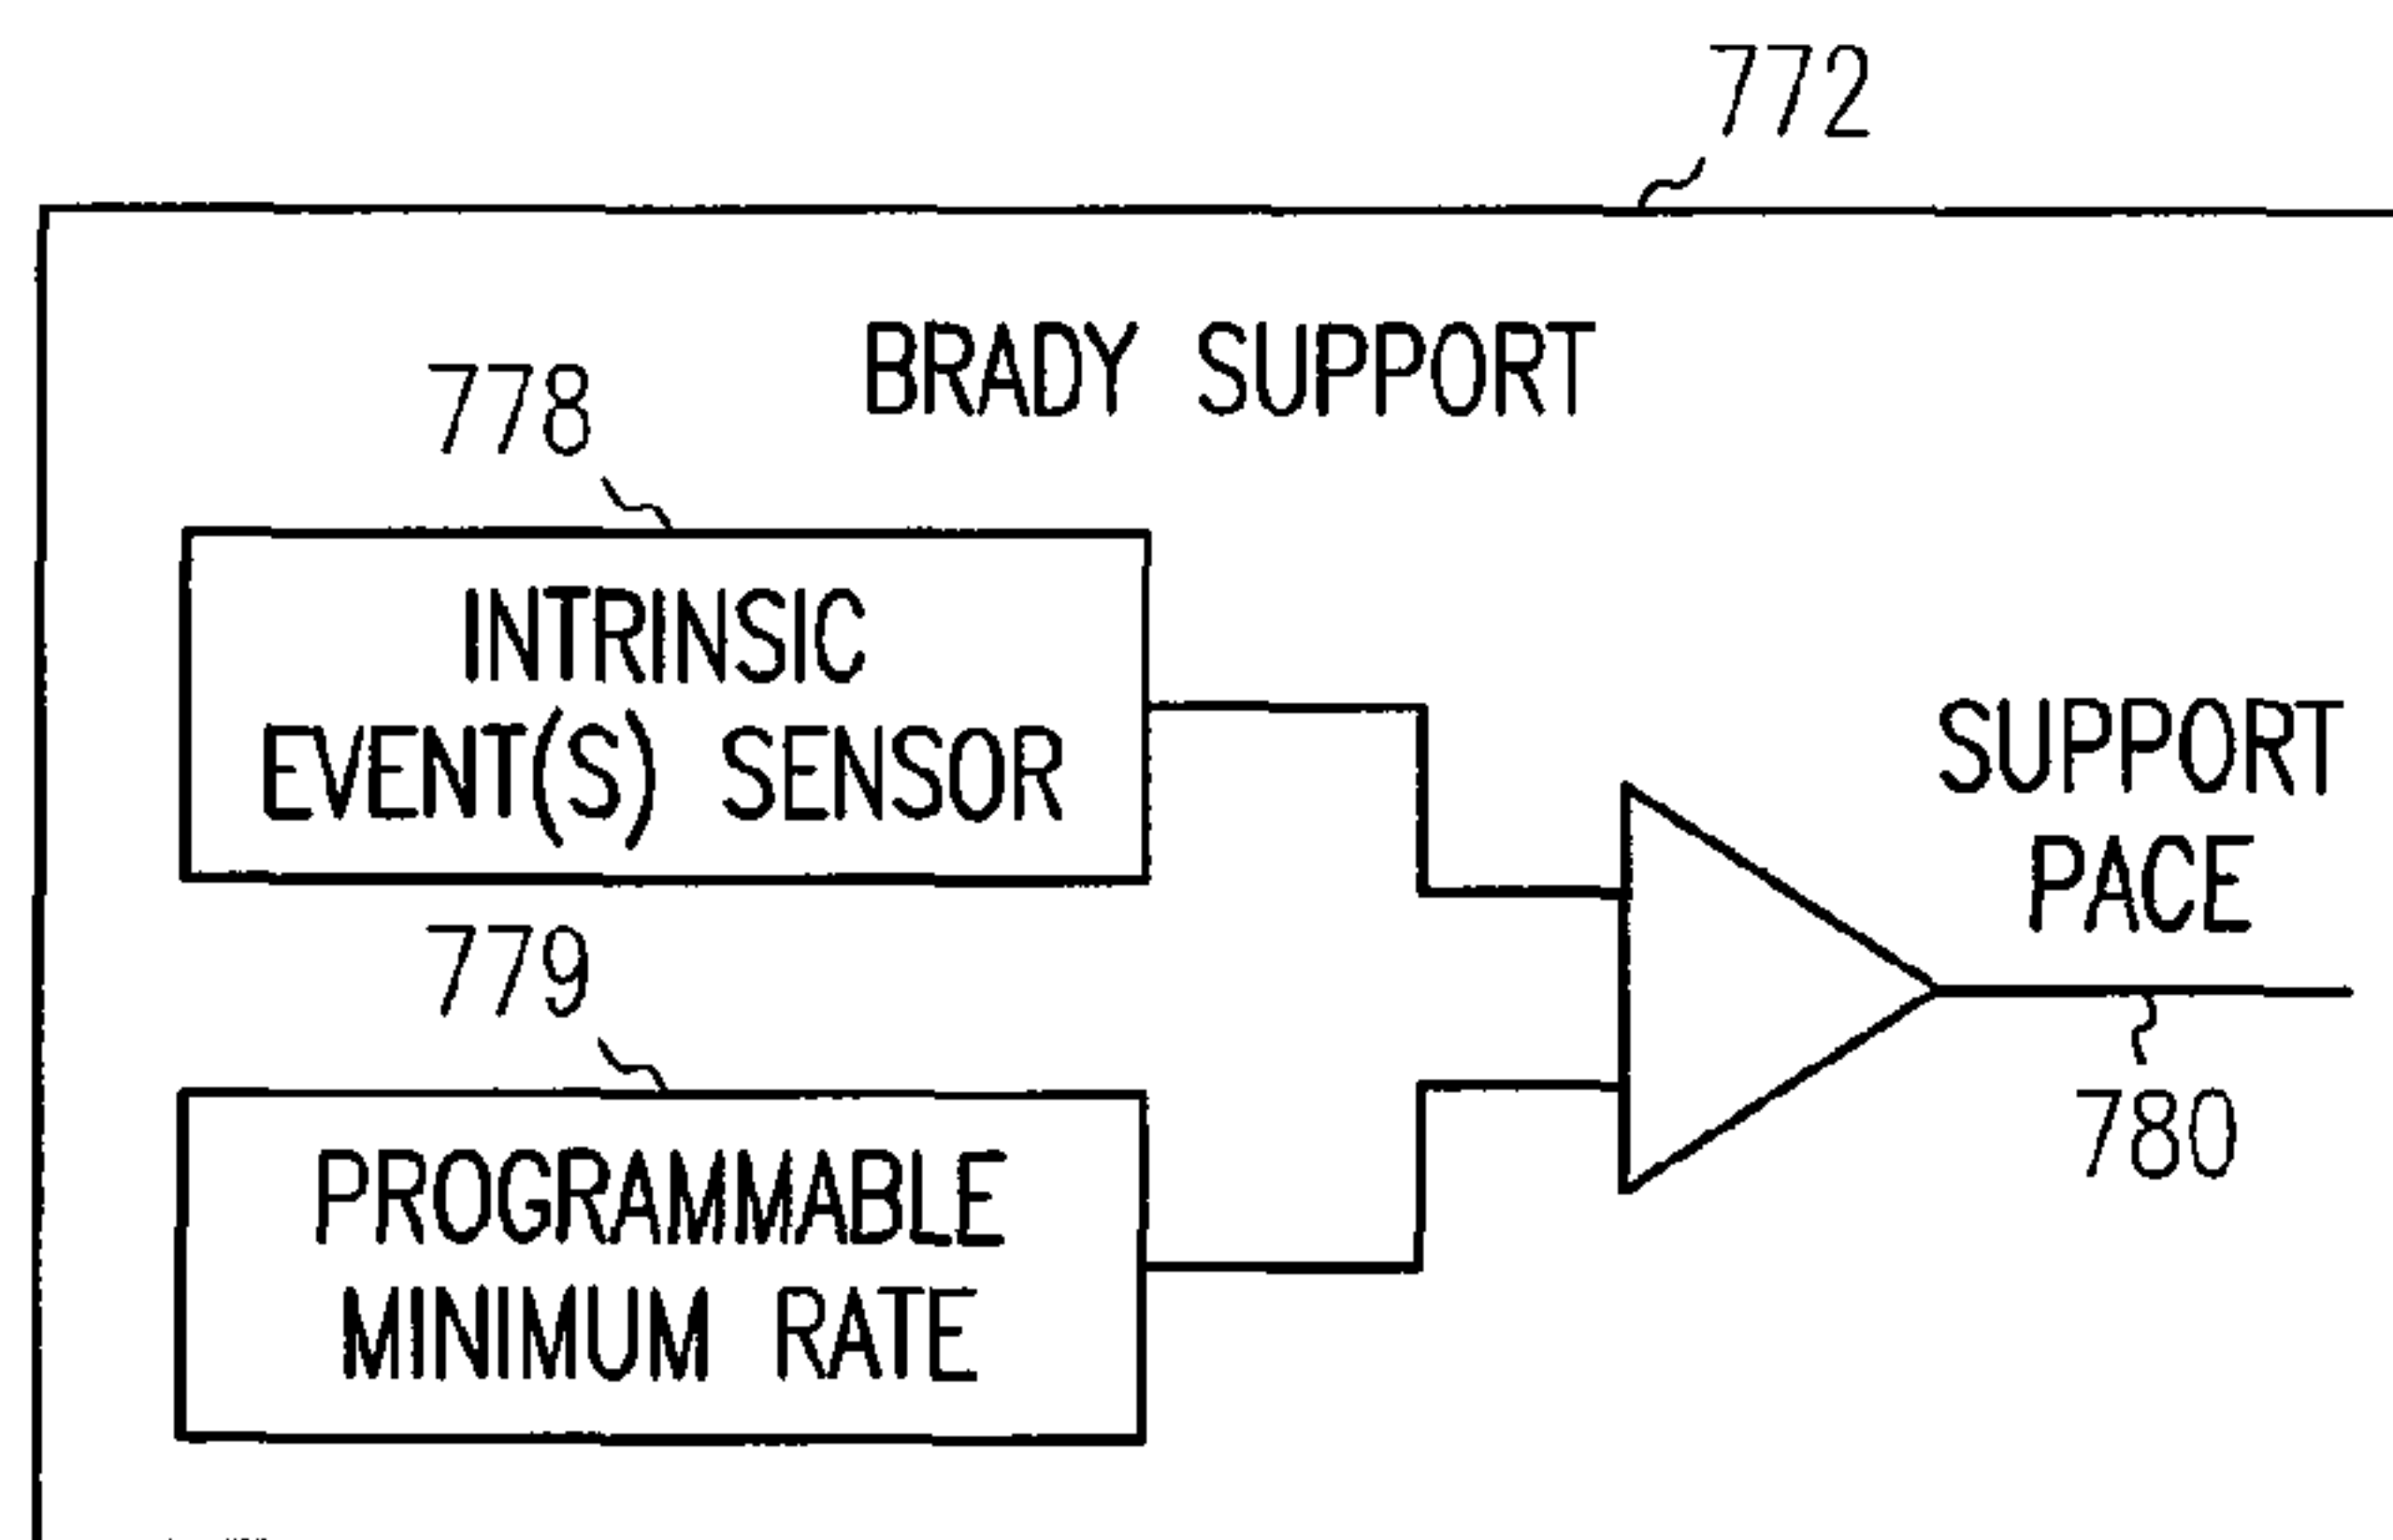 772
BRADY SUPPORT
778
INTRINSIC
EVENT(S) SENSOR
SUPPORT
PACE
779
780
PROGRAMMABLE
MINIMUM RATE